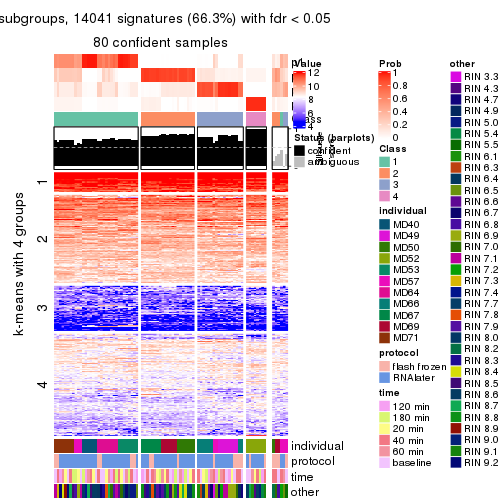 subgroups, 14041 signatures (66.3%) with fdr < 0.05
80 confident samples
k-means with 4 groups
1
2
3
4
individual
protocol
time
other
Value
12
10
8
6
4
Status (barplots)
confident
ambiguous
Prob
1
0.8
0.6
0.4
0.2
0
Class
1
2
3
4
individual
MD40
MD49
MD50
MD52
MD53
MD57
MD64
MD66
MD67
MD69
MD71
protocol
flash frozen
RNAlater
time
120 min
180 min
20 min
40 min
60 min
baseline
other
RIN 3.3
RIN 4.3
RIN 4.7
RIN 4.9
RIN 5.0
RIN 5.4
RIN 5.5
RIN 6.1
RIN 6.3
RIN 6.4
RIN 6.5
RIN 6.6
RIN 6.7
RIN 6.8
RIN 6.9
RIN 7.0
RIN 7.1
RIN 7.2
RIN 7.3
RIN 7.4
RIN 7.7
RIN 7.8
RIN 7.9
RIN 8.0
RIN 8.2
RIN 8.3
RIN 8.4
RIN 8.5
RIN 8.6
RIN 8.7
RIN 8.8
RIN 8.9
RIN 9.0
RIN 9.1
RIN 9.2